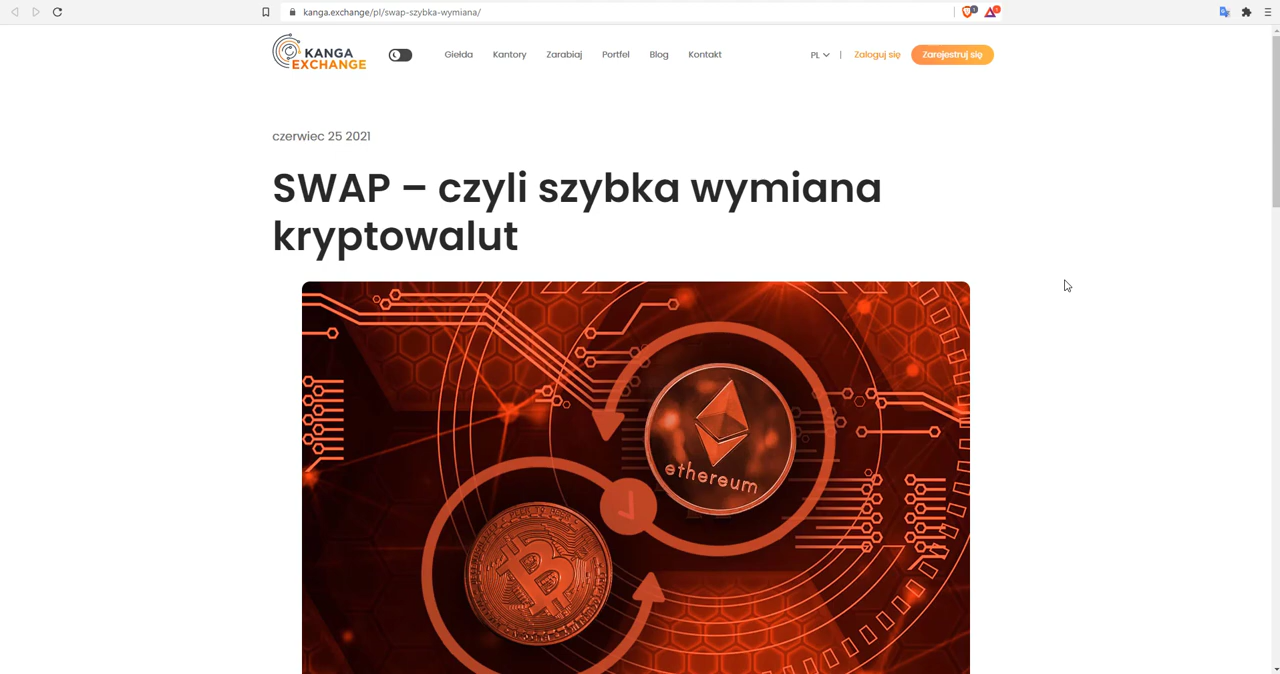 kanga.exchange/pl/swap-szybka-wymiana/
KANGA
EXCHANGE
Giełda Kantory Zarabiaj Portfel Blog Kontakt
PL | Zaloguj się Zarejestruj się
czerwiec 25 2021
SWAP – czyli szybka wymiana
kryptowalut
ethereum